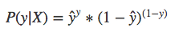 P(y|X) = ŷ^y * (1 − ŷ)^(1−y)